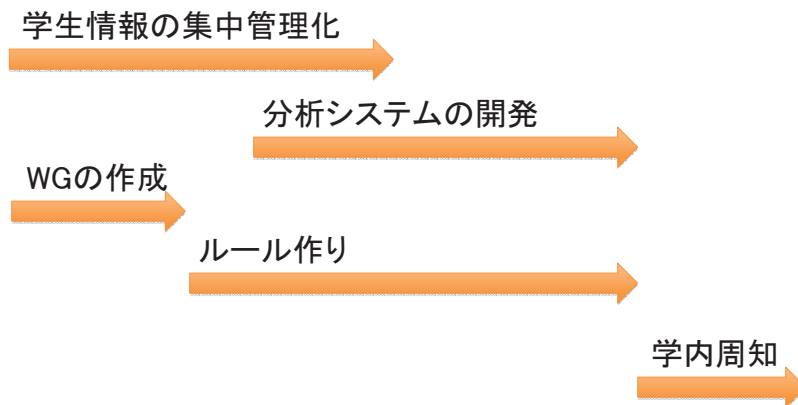 学生情報の集中管理化
分析システムの開発
WGの作成
ルール作り
学内周知